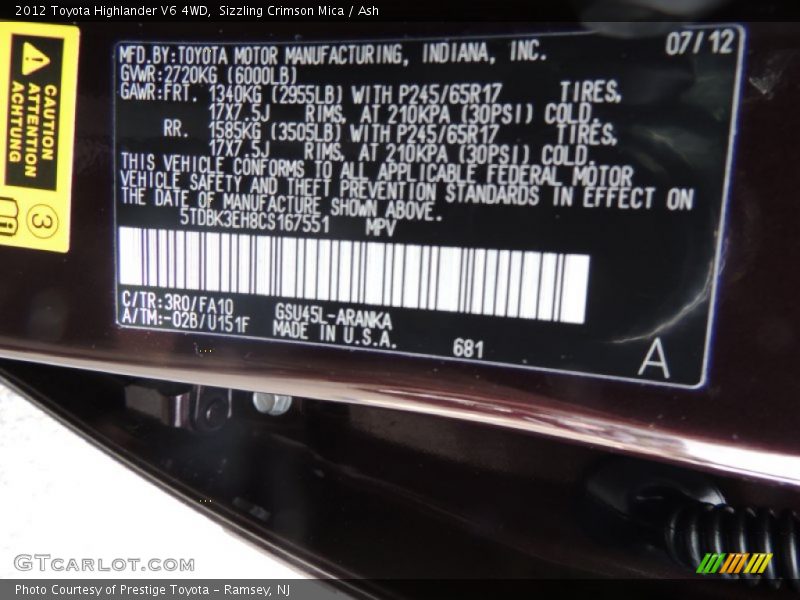 2012 Toyota Highlander V6 4WD,  Sizzling Crimson Mica / Ash
MFD.BY:TOYOTA MOTOR MANUFACTURING, INDIANA, INC. 07/12
GVWR:2720KG (6000LB)
GAWR:FRT. 1340KG (2955LB) WITH P245/65R17 TIRES,
17X7.5J RIMS, AT 210KPA (30PSI) COLD.
RR. 1585KG (3505LB) WITH P245/65R17 TIRES,
17X7.5J RIMS, AT 210KPA (30PSI) COLD.
THIS VEHICLE CONFORMS TO ALL APPLICABLE FEDERAL MOTOR
VEHICLE SAFETY AND THEFT PREVENTION STANDARDS IN EFFECT ON
THE DATE OF MANUFACTURE SHOWN ABOVE.
5TDBK3EH8CS167551 MPV
C/TR:3R0/FA10 GSU45L-ARANKA
A/TM:-02B/U151F MADE IN U.S.A. 681
A
CAUTION
ATTENTION
ACHTUNG
3
GTCARLOT.COM
Photo Courtesy of Prestige Toyota - Ramsey, NJ